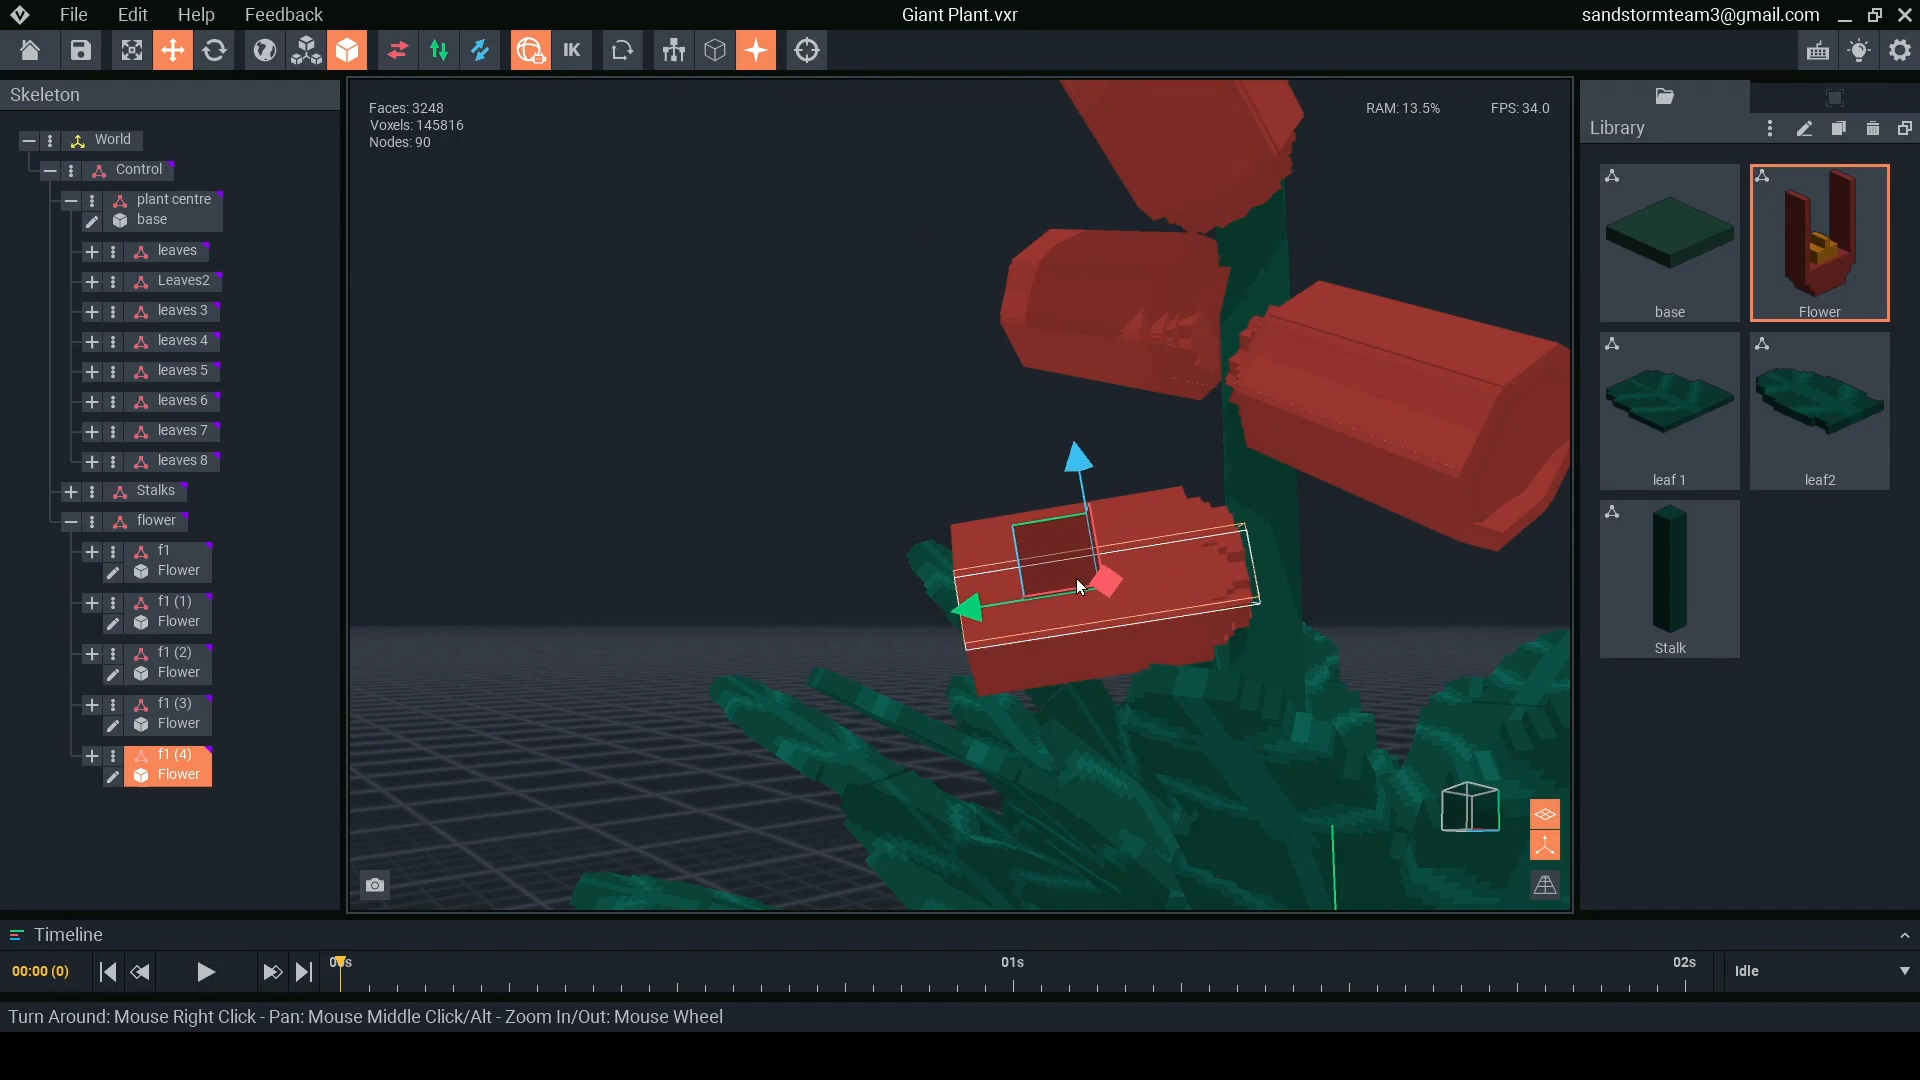 File Edit Help Feedback
Giant Plant.vxr
sandstormteam3@gmail.com
IK
Skeleton
World
Control
plant centre
base
leaves
Leaves2
leaves 3
leaves 4
leaves 5
leaves 6
leaves 7
leaves 8
Stalks
flower
f1
Flower
f1 (1)
Flower
f1 (2)
Flower
f1 (3)
Flower
f1 (4)
Flower
Faces: 3248
Voxels: 145816
Nodes: 90
RAM: 13.5%
FPS: 34.0
Library
base
Flower
leaf 1
leaf2
Stalk
Timeline
00:00 (0)
01s
02s
Idle
Turn Around: Mouse Right Click - Pan: Mouse Middle Click/Alt - Zoom In/Out: Mouse Wheel